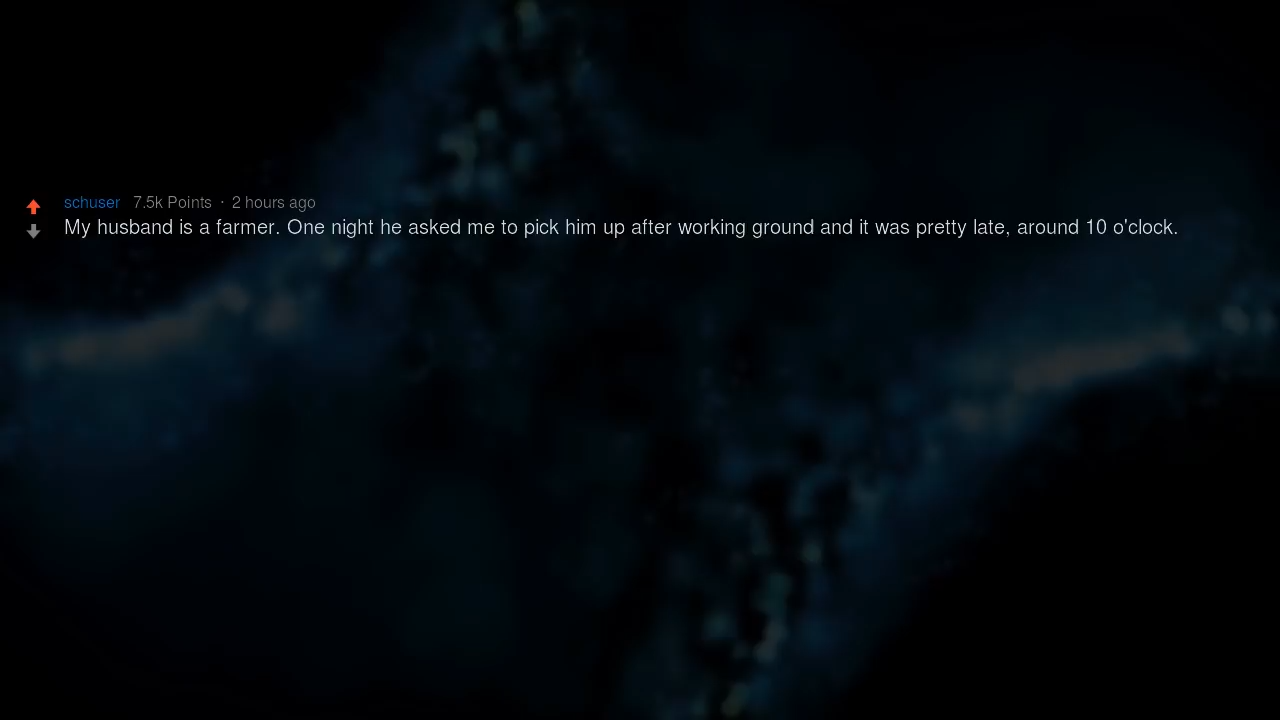 schuser 7.5k Points · 2 hours ago
My husband is a farmer. One night he asked me to pick him up after working ground and it was pretty late, around 10 o'clock.